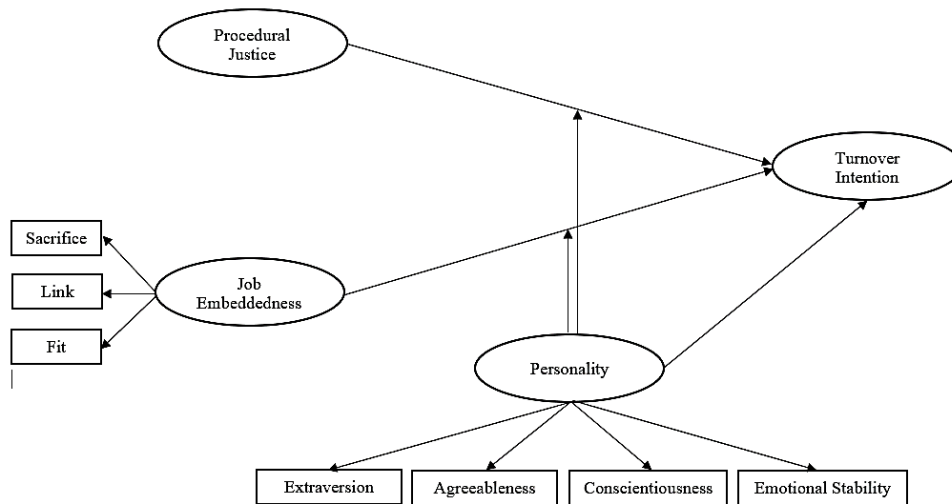 Procedural
Justice
Turnover
Intention
Sacrifice
Link
Fit
Job
Embeddedness
Personality
Extraversion
Agreeableness
Conscientiousness
Emotional Stability